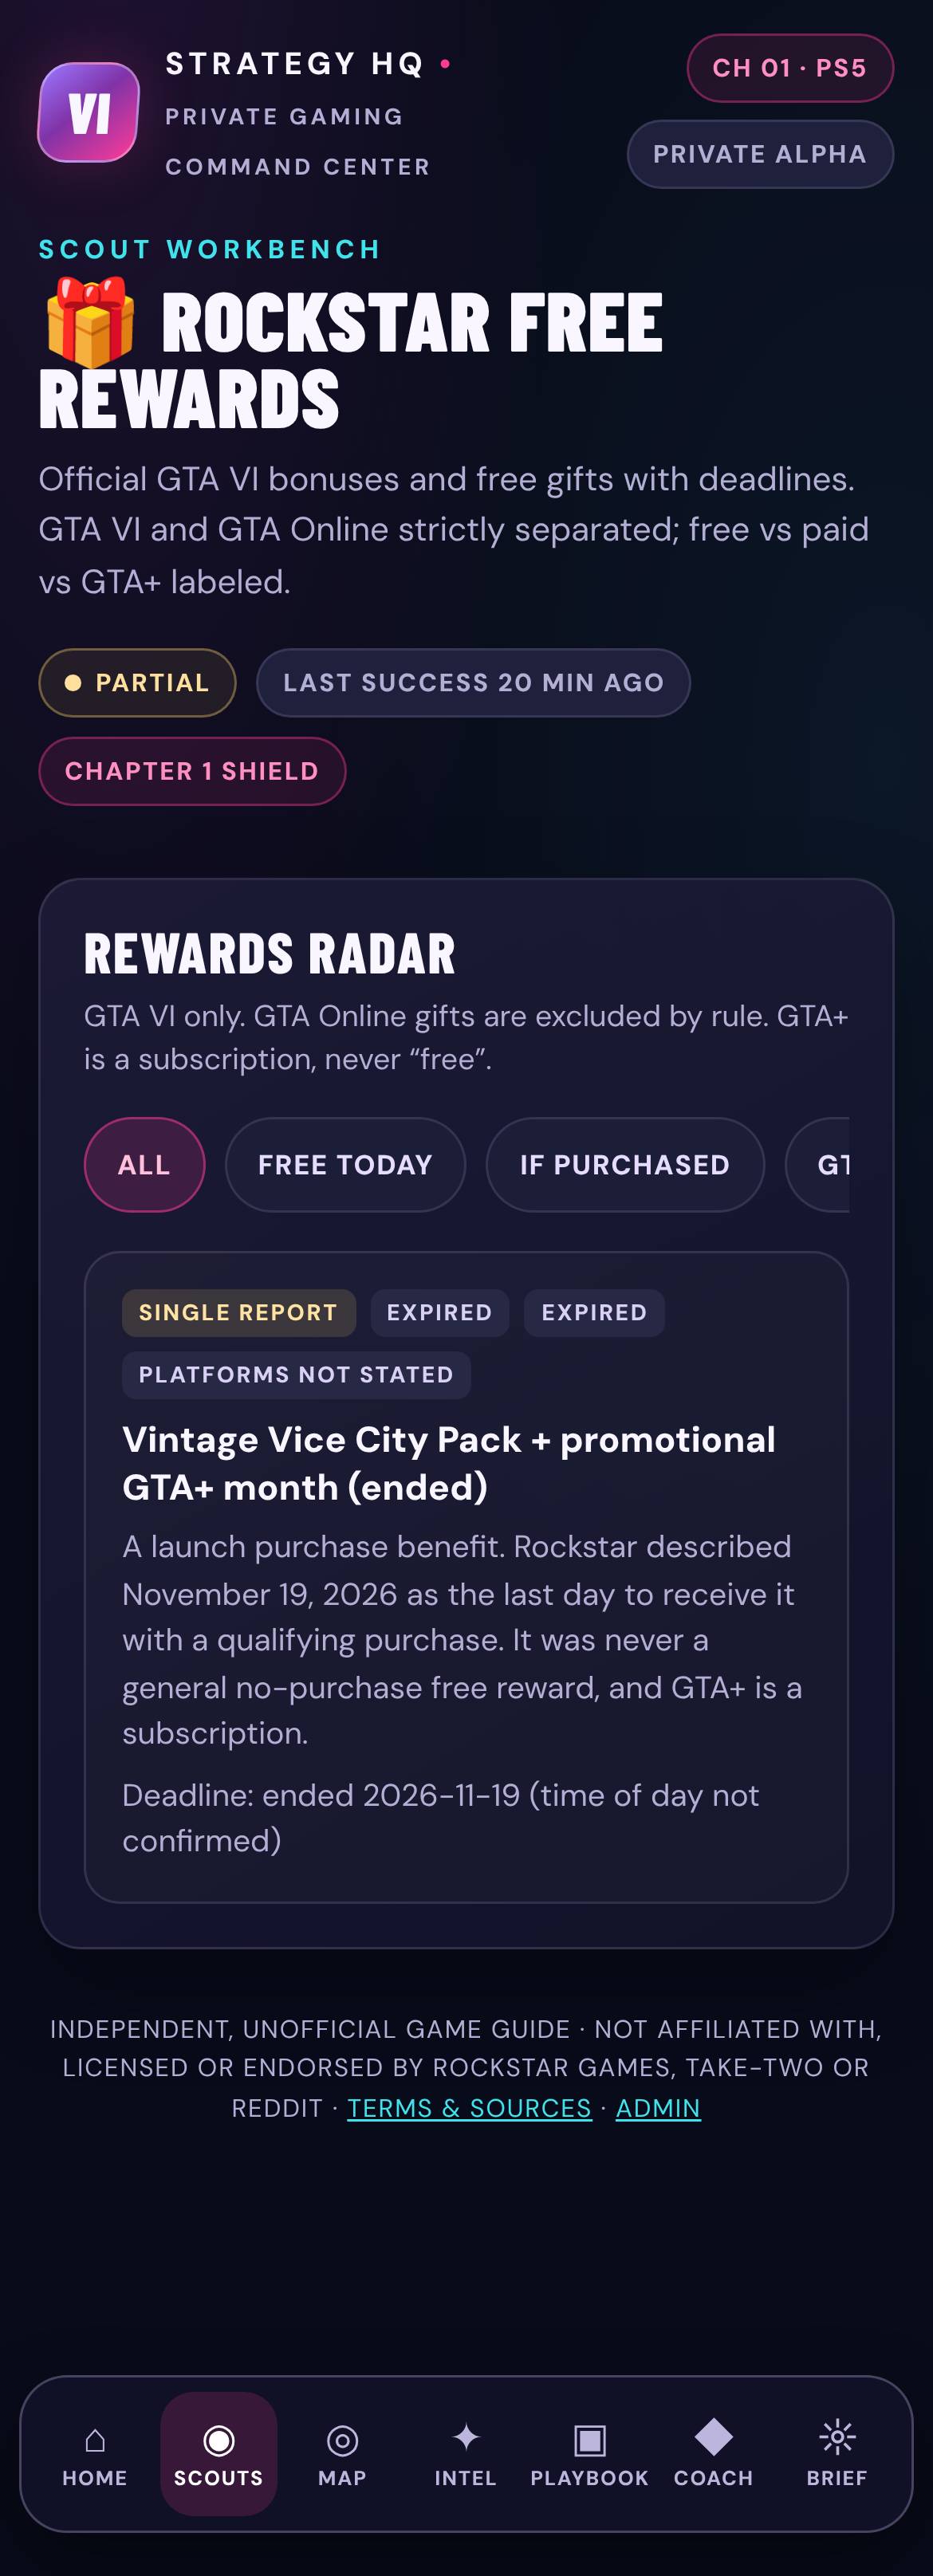 VI
STRATEGY HQ
PRIVATE GAMING
COMMAND CENTER
CH 01 · PS5
PRIVATE ALPHA
SCOUT WORKBENCH
🎁 ROCKSTAR FREE
REWARDS
Official GTA VI bonuses and free gifts with deadlines.
GTA VI and GTA Online strictly separated; free vs paid
vs GTA+ labeled.
PARTIAL
LAST SUCCESS 20 MIN AGO
CHAPTER 1 SHIELD
REWARDS RADAR
GTA VI only. GTA Online gifts are excluded by rule. GTA+
is a subscription, never “free”.
ALL
FREE TODAY
IF PURCHASED
SINGLE REPORT
EXPIRED
EXPIRED
PLATFORMS NOT STATED
Vintage Vice City Pack + promotional
GTA+ month (ended)
A launch purchase benefit. Rockstar described
November 19, 2026 as the last day to receive it
with a qualifying purchase. It was never a
general no-purchase free reward, and GTA+ is a
subscription.
Deadline: ended 2026-11-19 (time of day not
confirmed)
INDEPENDENT, UNOFFICIAL GAME GUIDE · NOT AFFILIATED WITH,
LICENSED OR ENDORSED BY ROCKSTAR GAMES, TAKE-TWO OR
REDDIT · TERMS & SOURCES · ADMIN
HOME
SCOUTS
MAP
INTEL
PLAYBOOK
COACH
BRIEF